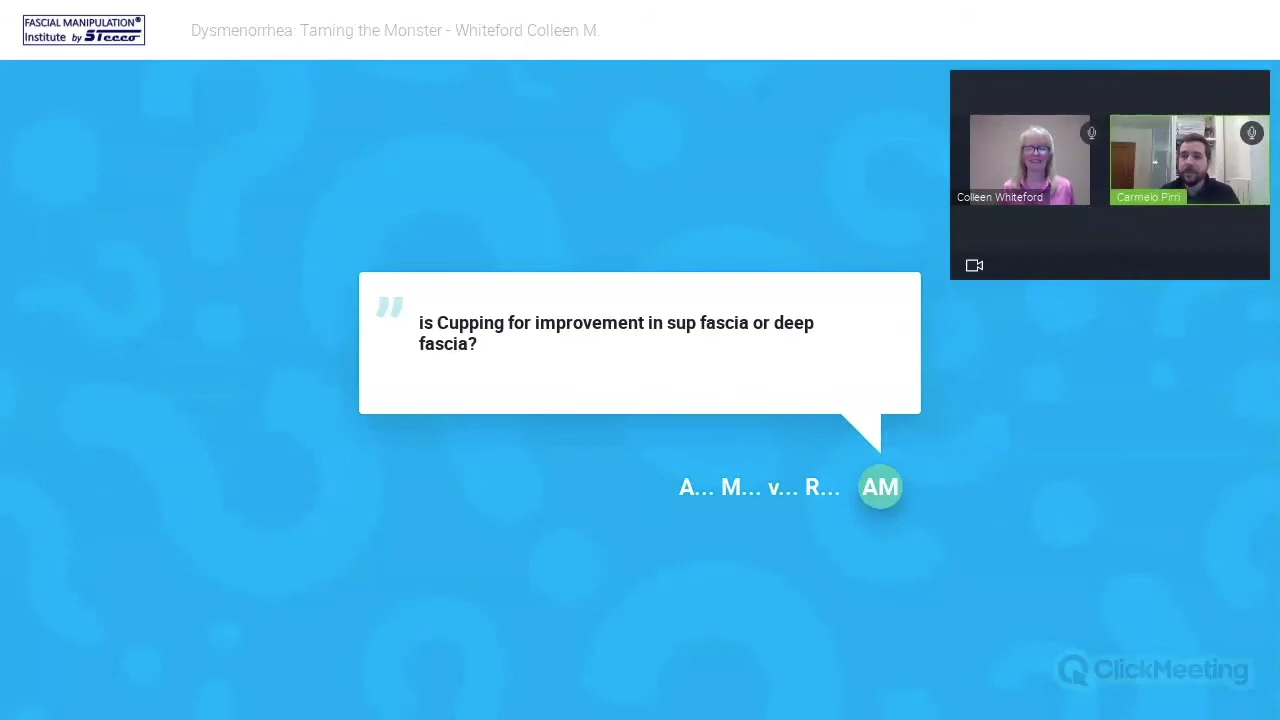 FASCIAL MANIPULATION®
Institute by Stecco
Dysmenorrhea: Taming the Monster - Whiteford Colleen M.
Colleen Whiteford
Carmelo Pirri
is Cupping for improvement in sup fascia or deep
fascia?
A... M... v... R...
AM
ClickMeeting